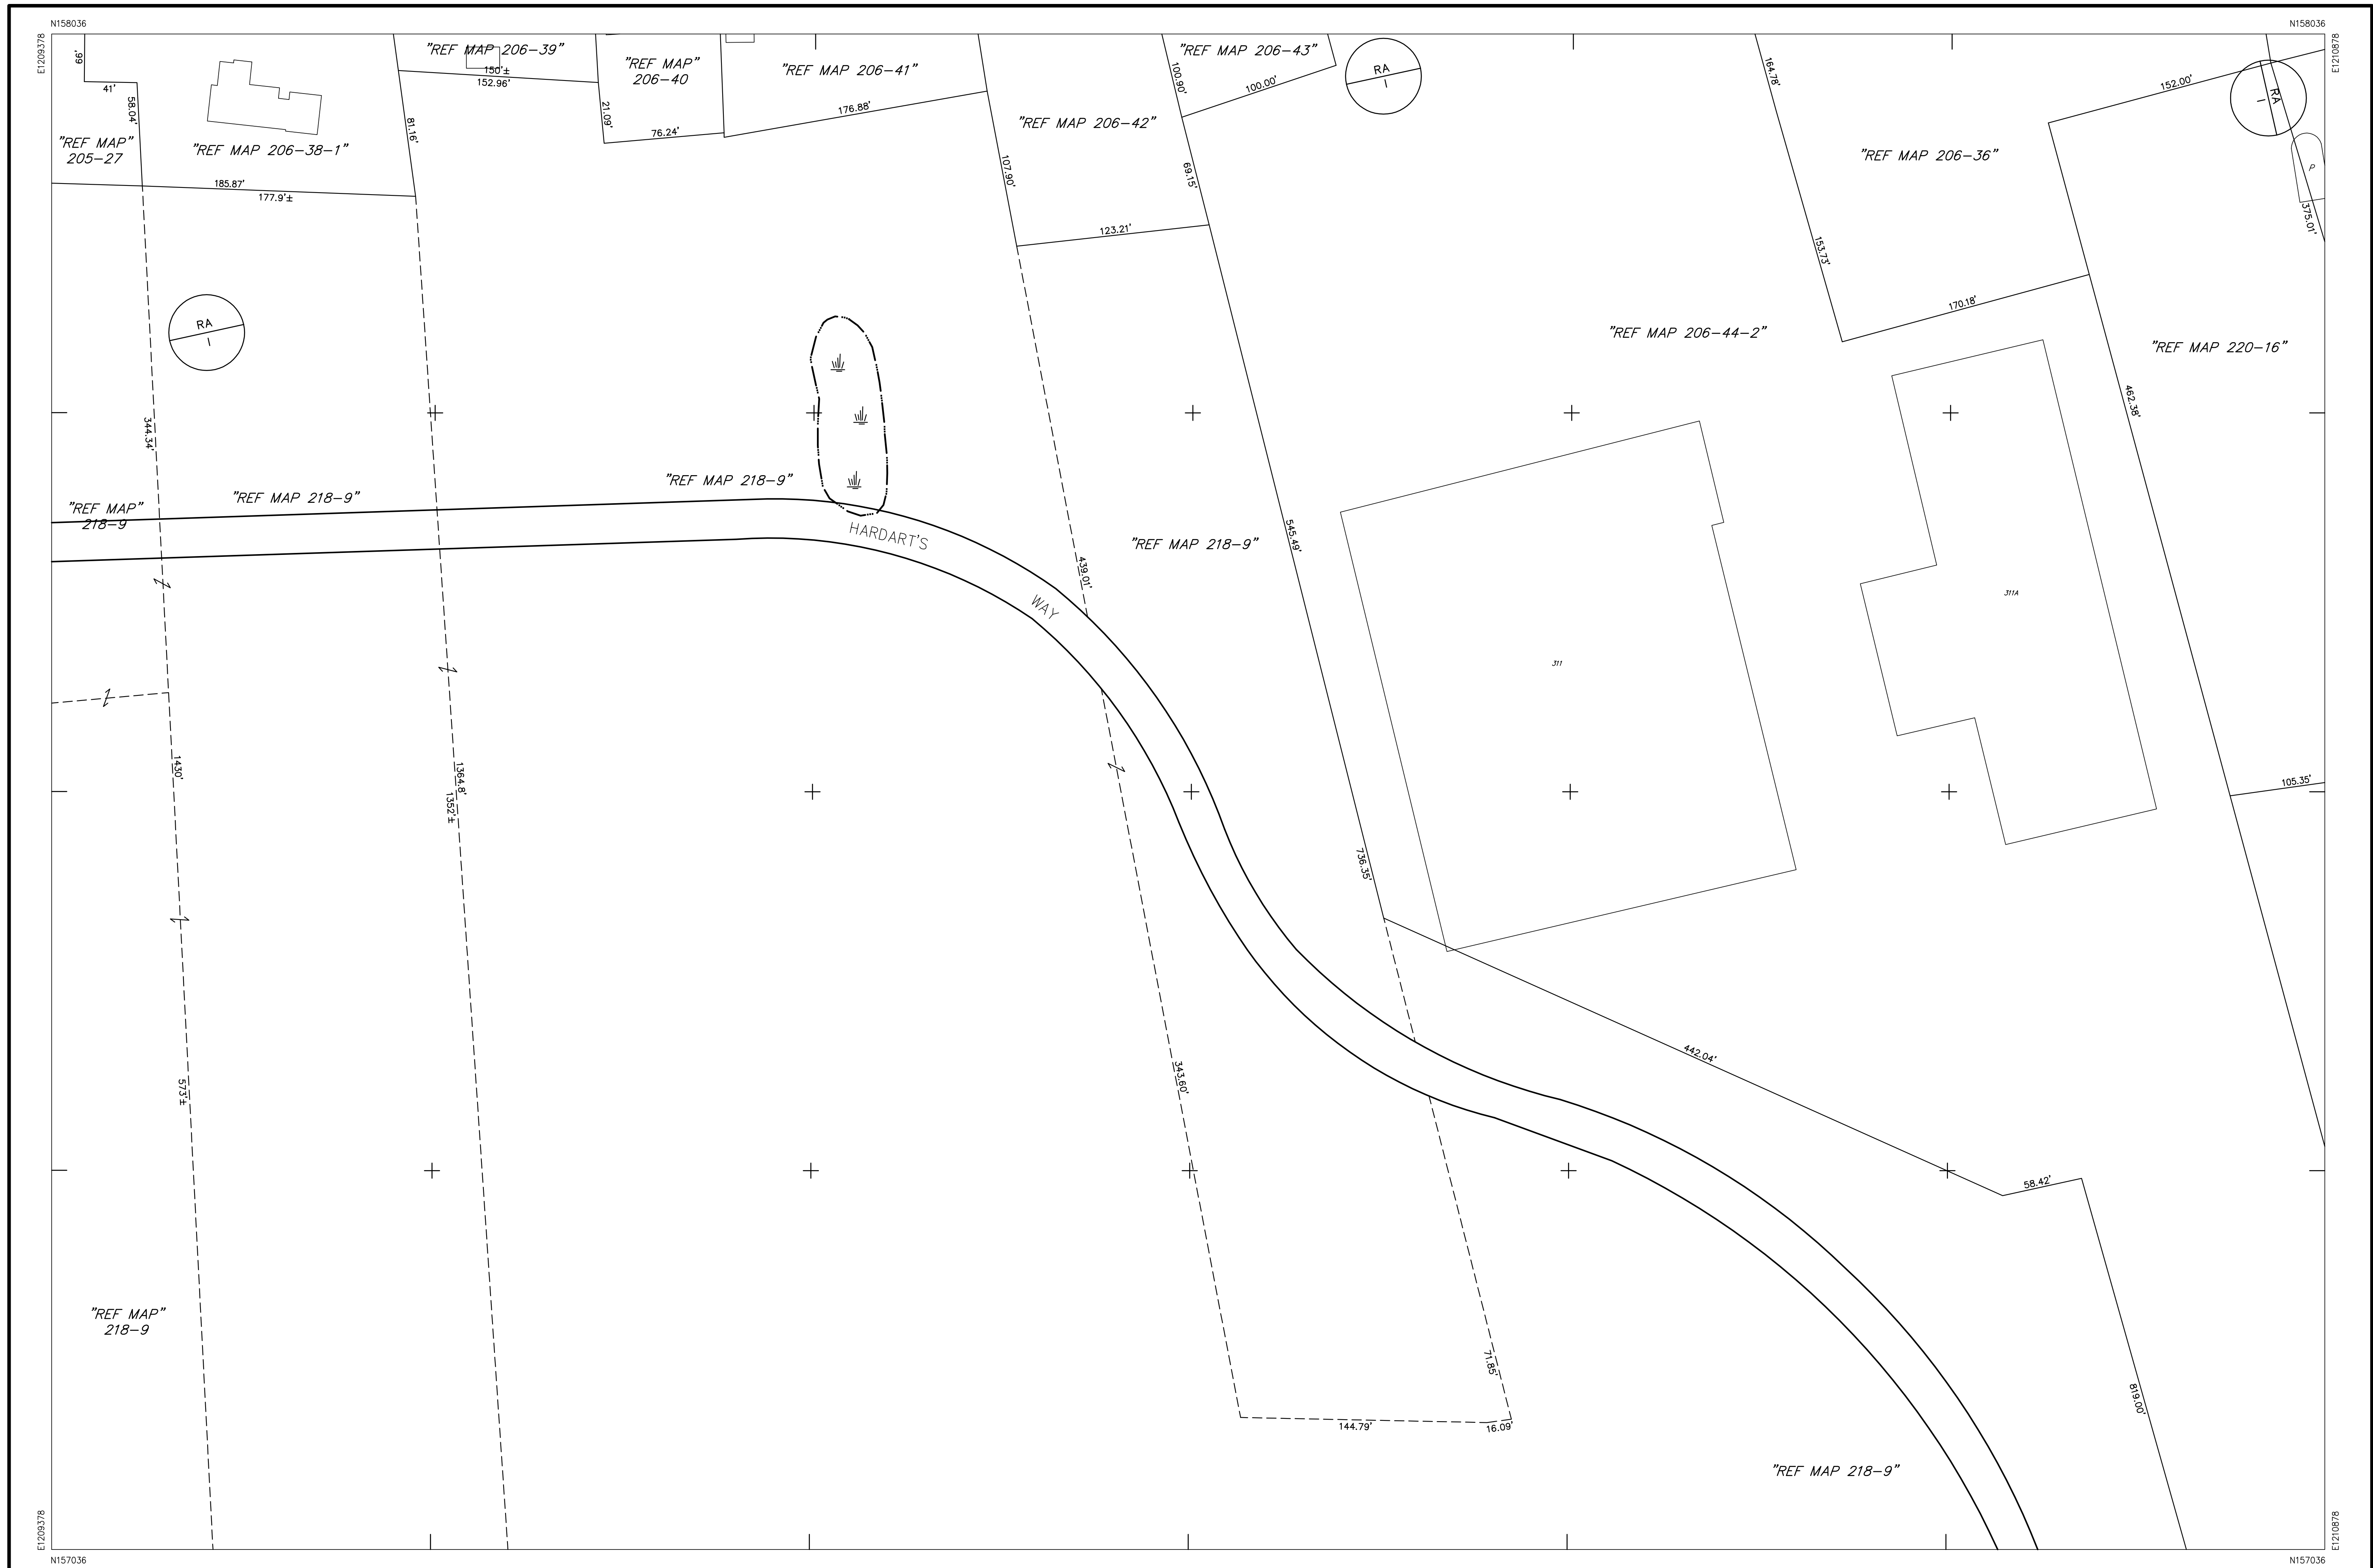 N158036
N158036
E1209378
E1210878
69'
41'
58.04'
"REF MAP"
205-27
"REF MAP 206-38-1"
185.87'
177.9'±
81.16'
"REF MAP 206-39"
150'±
152.96'
21.09'
"REF MAP"
206-40
76.24'
"REF MAP 206-41"
176.88'
107.90'
"REF MAP 206-42"
123.21'
100.90'
69.15'
"REF MAP 206-43"
100.00'
RA
1
164.78'
153.73'
"REF MAP 206-36"
170.18'
152.00'
RA
1
P
375.01'
RA
1
"REF MAP 206-44-2"
"REF MAP 220-16"
462.38'
344.34'
"REF MAP"
218-9
"REF MAP 218-9"
"REF MAP 218-9"
HARDART'S
WAY
439.01'
"REF MAP 218-9"
545.49'
311
311A
1430'
1364.8'
1352'±
105.35'
736.35'
573'±
343.60'
442.04'
58.42'
"REF MAP"
218-9
71.85'
144.79'
16.09'
819.00'
"REF MAP 218-9"
E1209378
E1210878
N157036
N157036